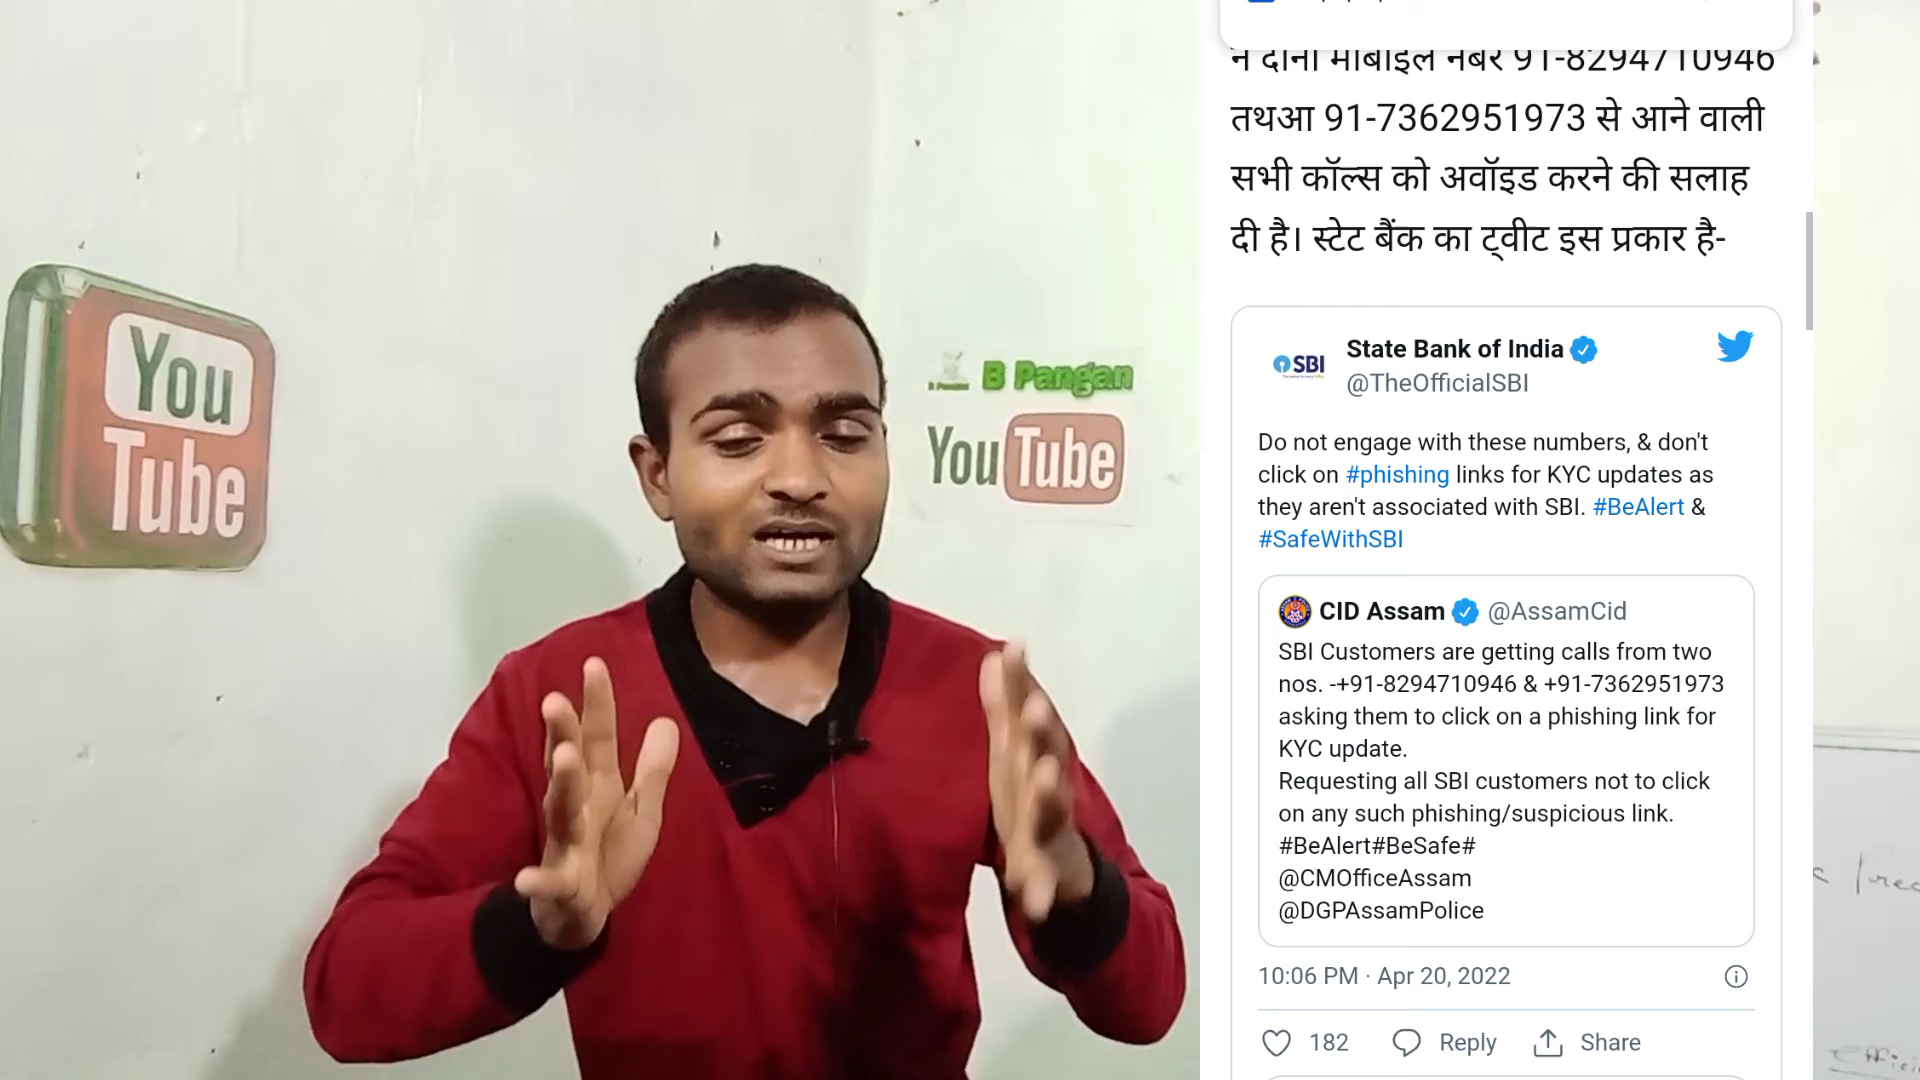 You
Tube
B Pangan
YouTube
न दोनों मोबाइल नंबर 91-8294710946
तथआ 91-7362951973 से आने वाली
सभी कॉल्स को अवॉइड करने की सलाह
दी है। स्टेट बैंक का ट्वीट इस प्रकार है-
SBI
State Bank of India
@TheOfficialSBI
Do not engage with these numbers, & don't
click on #phishing links for KYC updates as
they aren't associated with SBI. #BeAlert &
#SafeWithSBI
CID Assam @AssamCid
SBI Customers are getting calls from two
nos. -+91-8294710946 & +91-7362951973
asking them to click on a phishing link for
KYC update.
Requesting all SBI customers not to click
on any such phishing/suspicious link.
#BeAlert#BeSafe#
@CMOfficeAssam
@DGPAssamPolice
10:06 PM · Apr 20, 2022
182 Reply Share